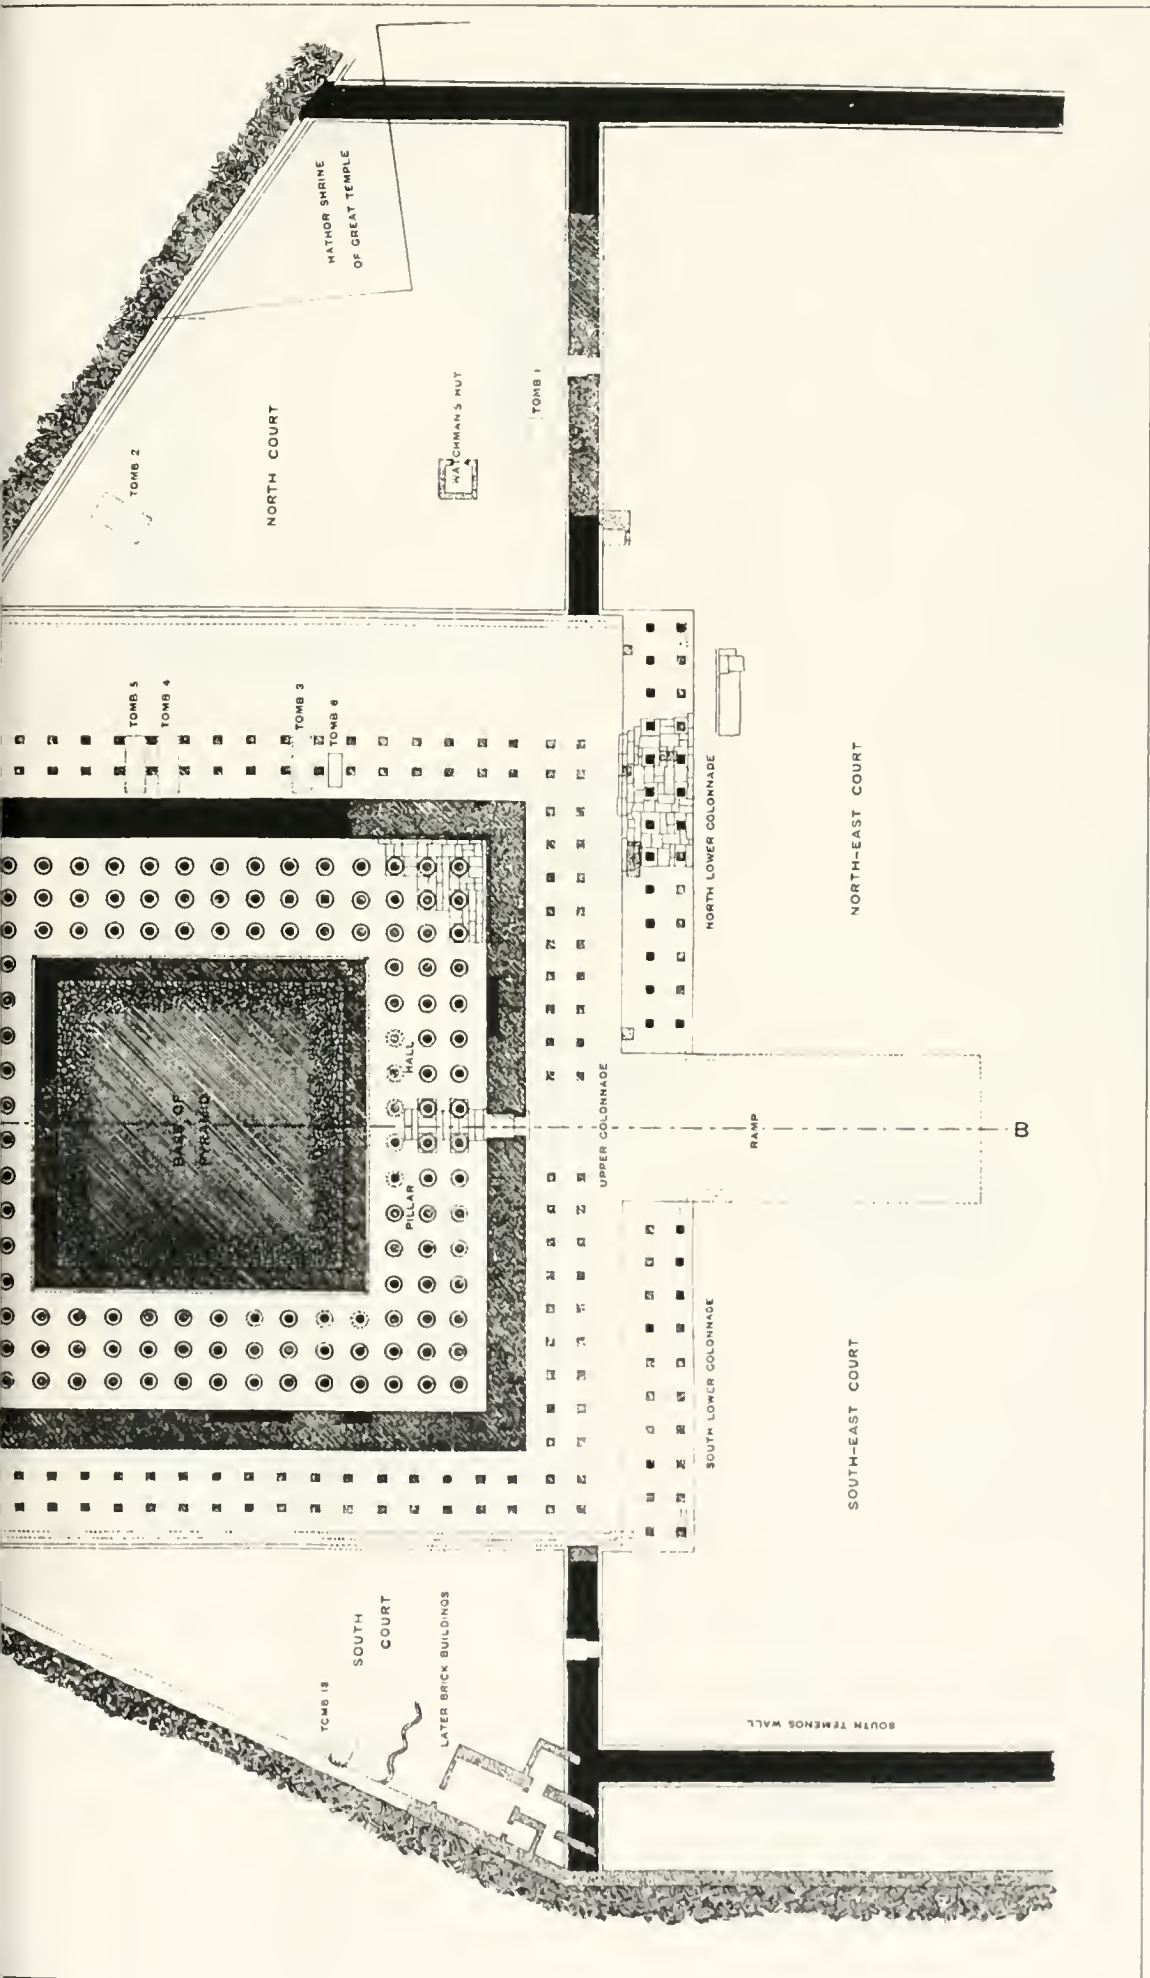 HATHOR SHRINE
OF GREAT TEMPLE
TOMB 2
NORTH COURT
WATCHMAN'S HUT
TOMB 1
TOMB 5
TOMB 4
TOMB 3
TOMB 6
NORTH LOWER COLONNADE
NORTH-EAST COURT
BASE OF
PYRAMID
PILLAR HALL
UPPER COLONNADE
RAMP
B
SOUTH LOWER COLONNADE
SOUTH-EAST COURT
SOUTH
COURT
TOMB 13
LATER BRICK BUILDINGS
SOUTH TEMENOS WALL